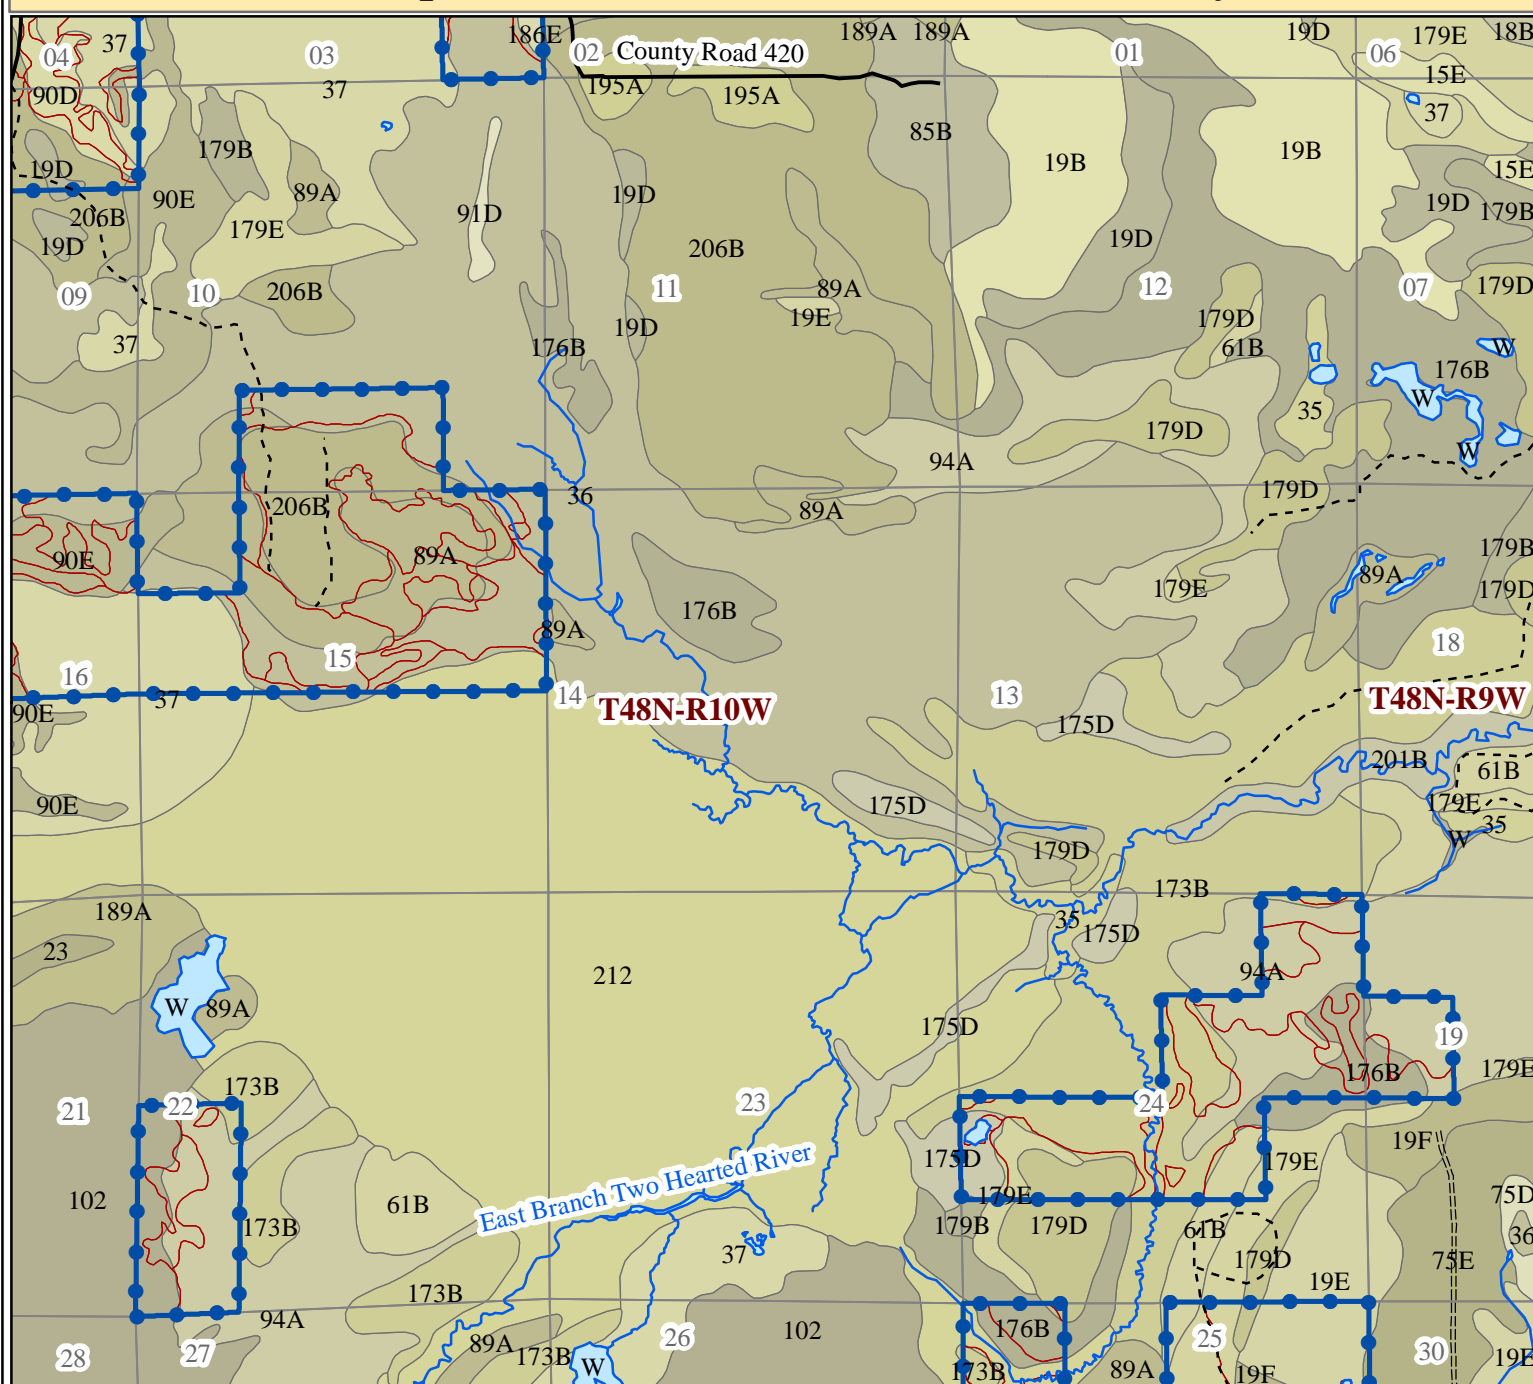 04
37
03
186E
02
County Road 420
189A
189A
01
19D
06
179E
18B
90D
37
195A
195A
15E
37
85B
179B
19B
19B
19D
89A
15E
90E
91D
19D
19D
179B
206B
19D
179E
206B
19D
09
10
206B
11
89A
12
07
179D
19E
179D
19D
37
176B
61B
W
176B
W
35
179D
94A
W
36
179D
206B
89A
90E
89A
179B
89A
179E
179D
176B
89A
18
15
16
37
14
T48N-R10W
13
T48N-R9W
90E
175D
201B
61B
90E
175D
179E
35
W
179D
173B
189A
35
175D
23
212
94A
W
89A
175D
19
176B
179E
173B
21
22
23
24
19F
175D
179E
102
61B
East Branch Two Hearted River
179E
75D
173B
179B
179D
61B
36
37
179D
75E
173B
19E
94A
102
176B
28
27
89A
173B
26
25
30
W
173B
89A
19F
19E